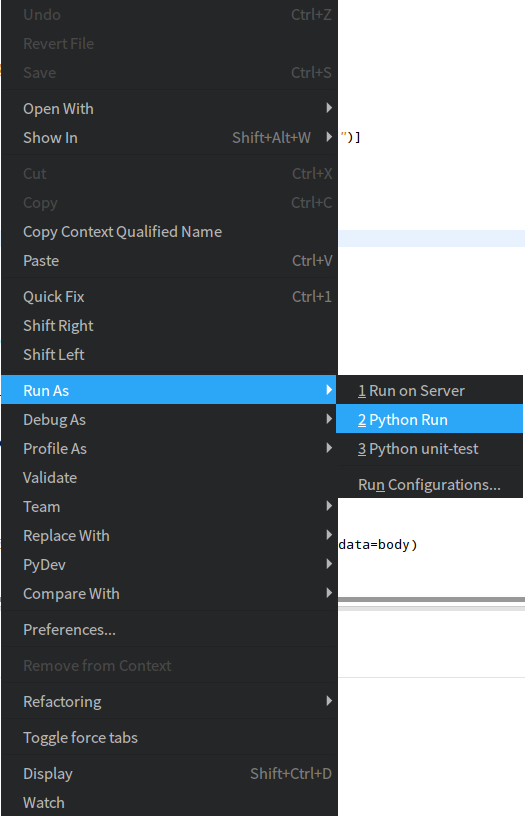 Undo Ctrl+Z
Revert File
Save Ctrl+S
Open With
Show In Shift+Alt+W
")]
Cut Ctrl+X
Copy Ctrl+C
Copy Context Qualified Name
Paste Ctrl+V
Quick Fix Ctrl+1
Shift Right
Shift Left
Run As
Debug As
Profile As
Validate
Team
Replace With
PyDev
Compare With
Preferences...
Remove from Context
Refactoring
Toggle force tabs
Display Shift+Ctrl+D
Watch
1 Run on Server
2 Python Run
3 Python unit-test
Run Configurations...
data=body)